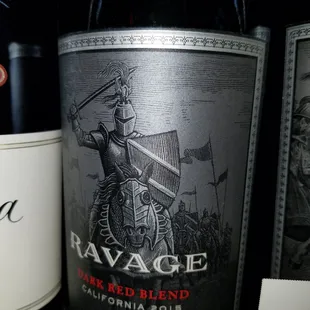 a
RAVAGE
DARK RED BLEND
CALIFORNIA 2015